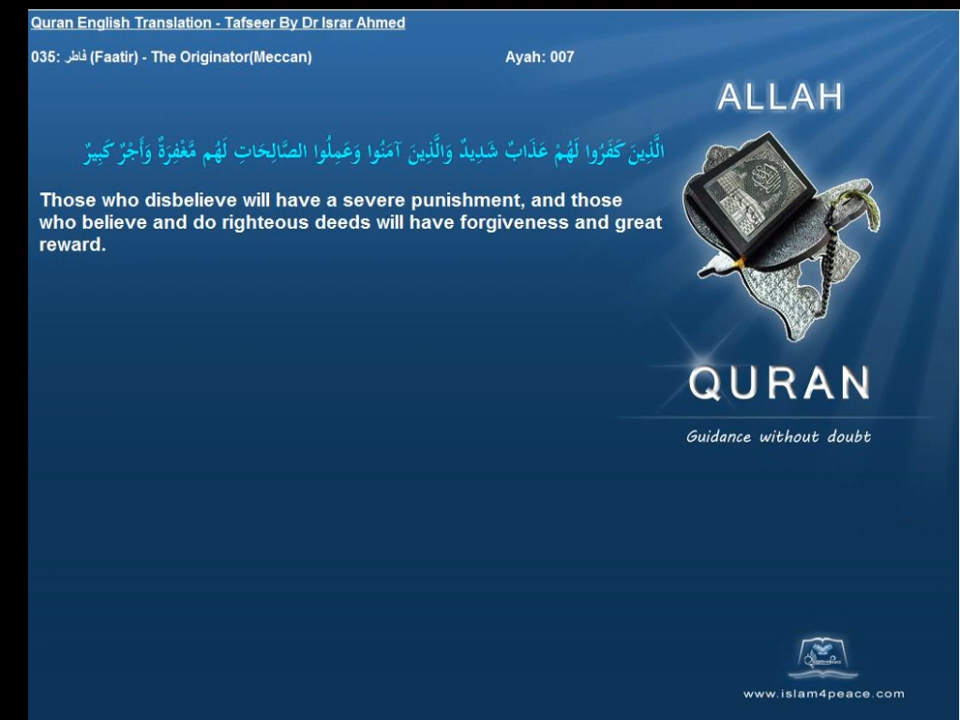 Quran English Translation - Tafseer By Dr Israr Ahmed
035: فاطر (Faatir) - The Originator(Meccan) Ayah: 007
ALLAH
الَّذِينَ كَفَرُوا لَهُمْ عَذَابٌ شَدِيدٌ وَالَّذِينَ آمَنُوا وَعَمِلُوا الصَّالِحَاتِ لَهُم مَّغْفِرَةٌ وَأَجْرٌ كَبِيرٌ
Those who disbelieve will have a severe punishment, and those
who believe and do righteous deeds will have forgiveness and great
reward.
QURAN
Guidance without doubt
www.islam4peace.com